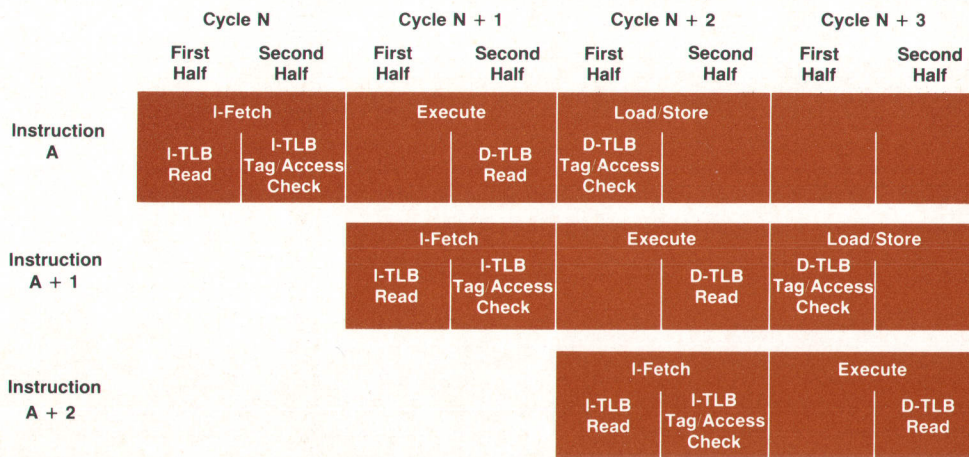 Cycle N Cycle N + 1 Cycle N + 2 Cycle N + 3
First Half Second Half First Half Second Half First Half Second Half First Half Second Half
Instruction A
I-Fetch Execute Load/Store
I-TLB Read I-TLB Tag/Access Check D-TLB Read D-TLB Tag/Access Check
Instruction A + 1
I-Fetch Execute Load/Store
I-TLB Read I-TLB Tag/Access Check D-TLB Read D-TLB Tag/Access Check
Instruction A + 2
I-Fetch Execute
I-TLB Read I-TLB Tag/Access Check D-TLB Read